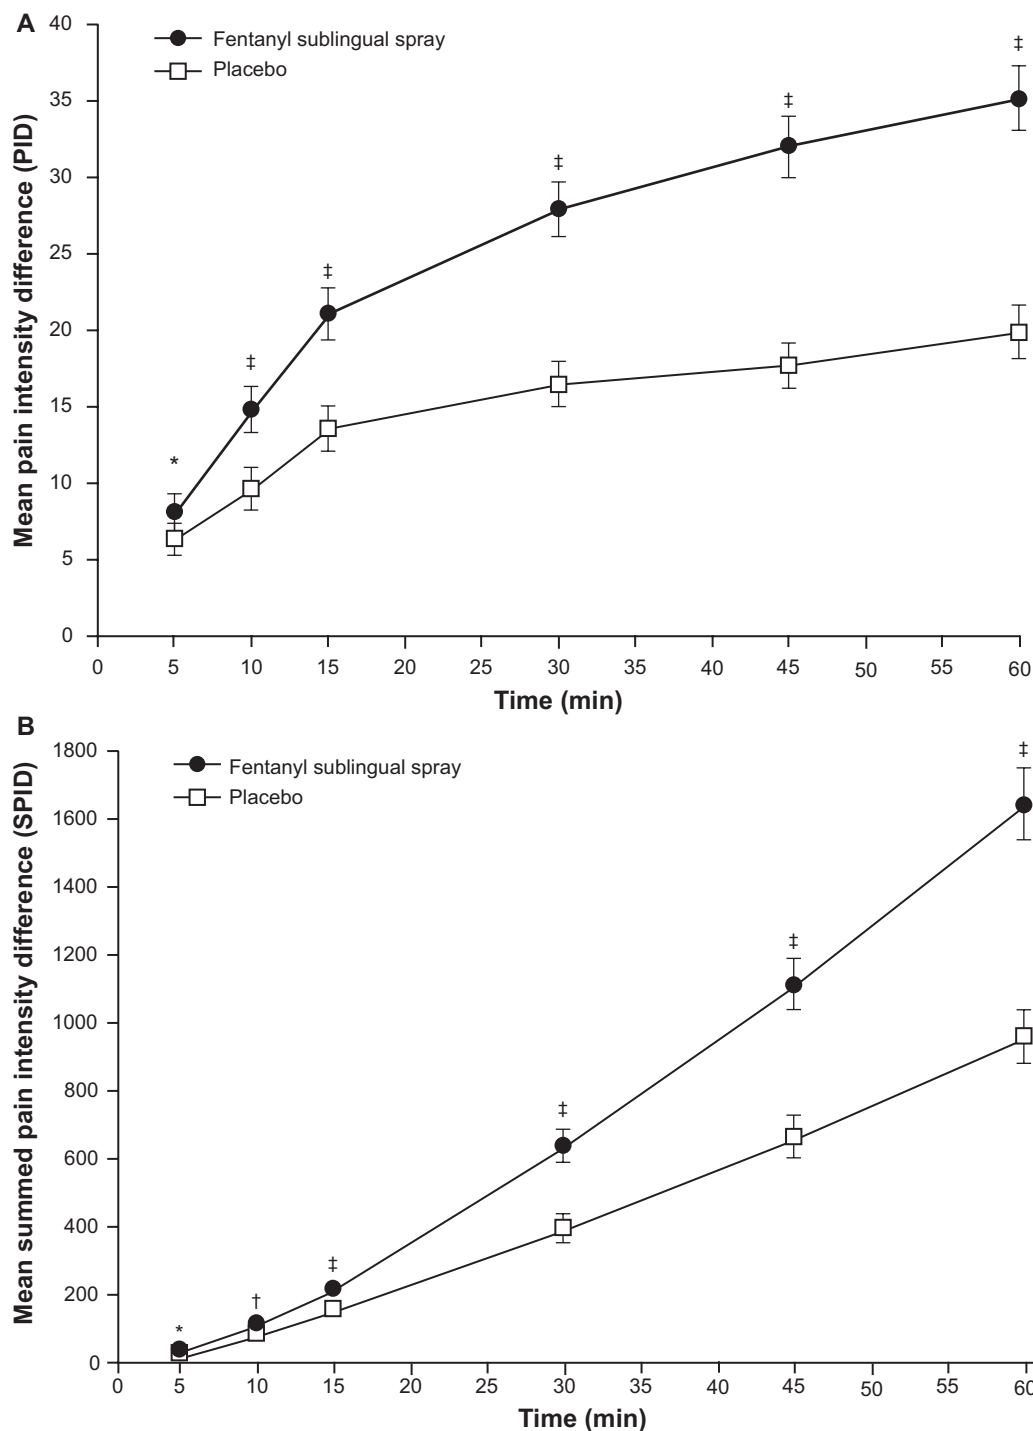 A
Fentanyl sublingual spray
Placebo
Mean pain intensity difference (PID)
40
35
30
25
20
15
10
5
0
*
‡
‡
‡
‡
‡
0 5 10 15 20 25 30 35 40 45 50 55 60
Time (min)
B
Fentanyl sublingual spray
Placebo
Mean summed pain intensity difference (SPID)
1800
1600
1400
1200
1000
800
600
400
200
0
*
†
‡
‡
‡
‡
0 5 10 15 20 25 30 35 40 45 50 55 60
Time (min)